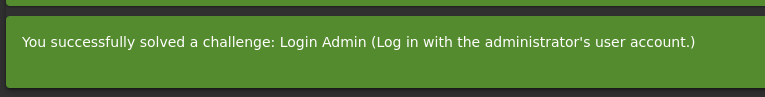 You successfully solved a challenge: Login Admin (Log in with the administrator's user account.)